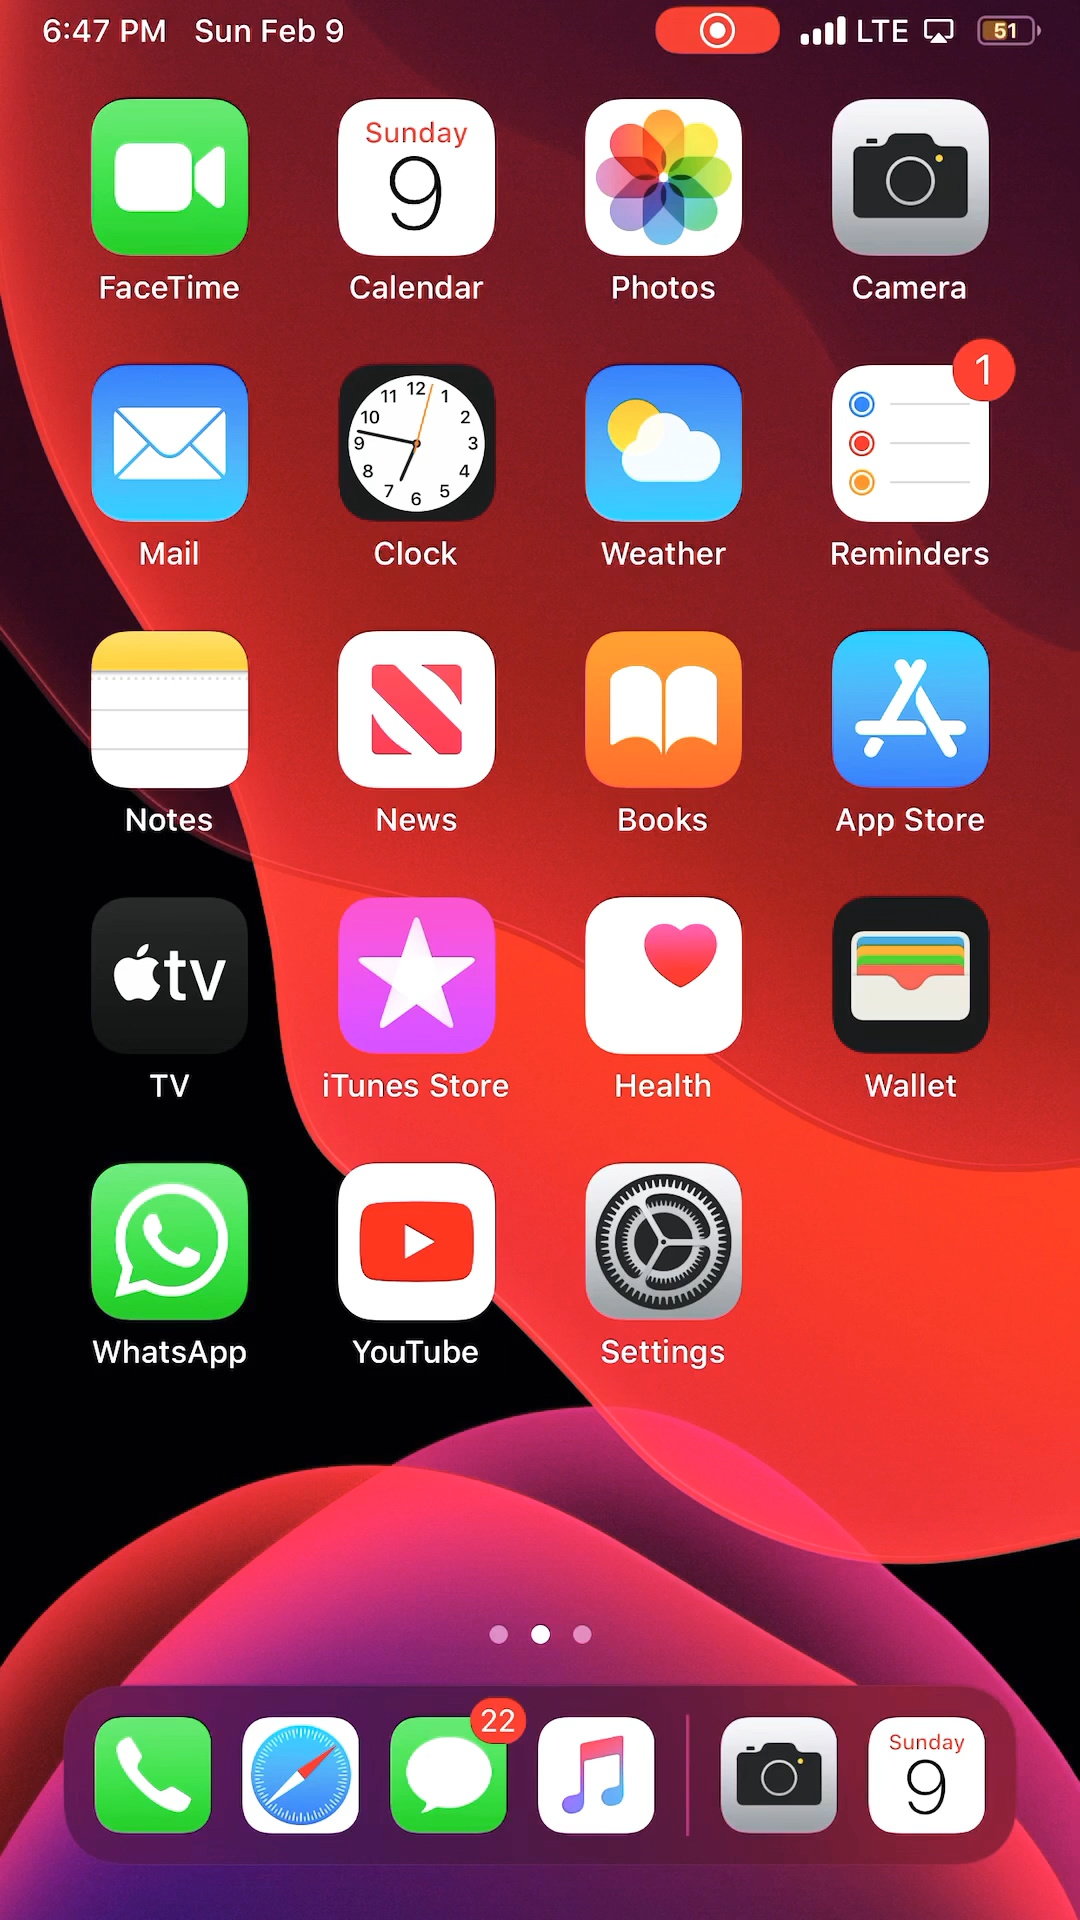 6:47 PM Sun Feb 9 LTE 51
Sunday
9
FaceTime Calendar Photos Camera
1
12
11 1
10 2
9 3
8 4
7 5
6
Mail Clock Weather Reminders
Notes News Books App Store
tv
TV iTunes Store Health Wallet
WhatsApp YouTube Settings
22
Sunday
9